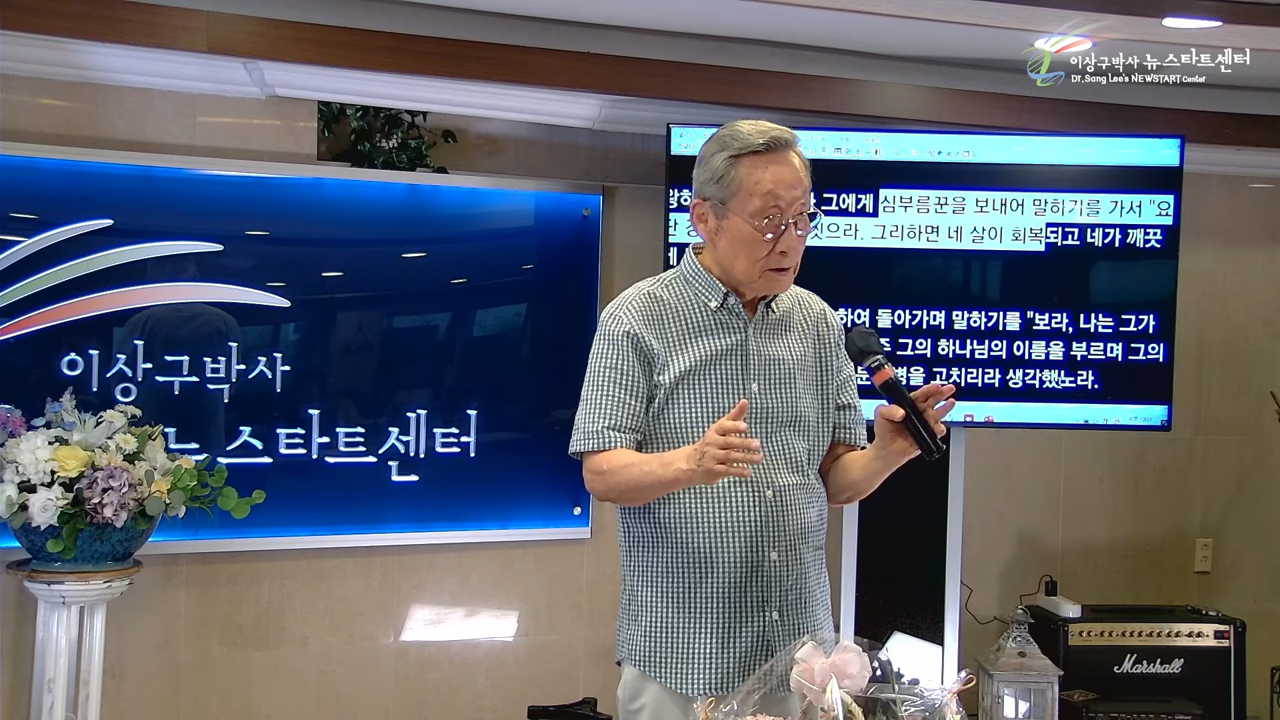 이상구박사 뉴스타트센터
Dr. Sang Lee's NEWSTART Center
그에게 심부름꾼을 보내어 말하기를 가서 "요
씻으라. 그리하면 네 살이 회복되고 네가 깨끗
하여 돌아가며 말하기를 "보라, 나는 그가
그의 하나님의 이름을 부르며 그의
병을 고치리라 생각했노라.
이상구박사
뉴스타트센터
Marshall